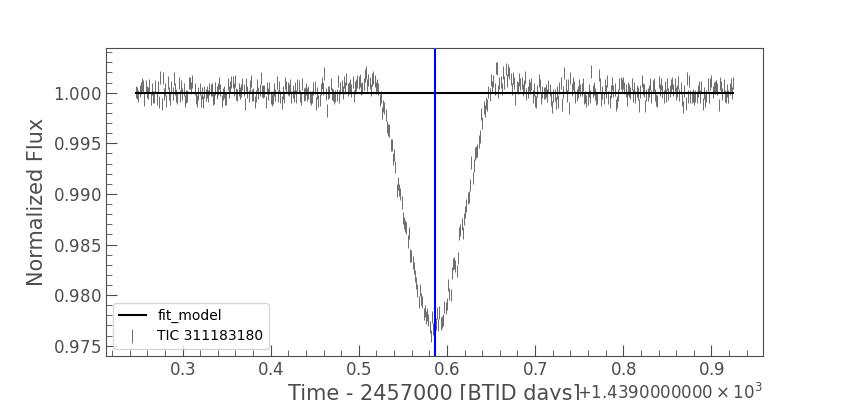 Normalized Flux
1.000
0.995
0.990
0.985
0.980
0.975
fit_model
TIC 311183180
0.3 0.4 0.5 0.6 0.7 0.8 0.9
Time - 2457000 [BTJD days]
+1.4390000000 × 10³